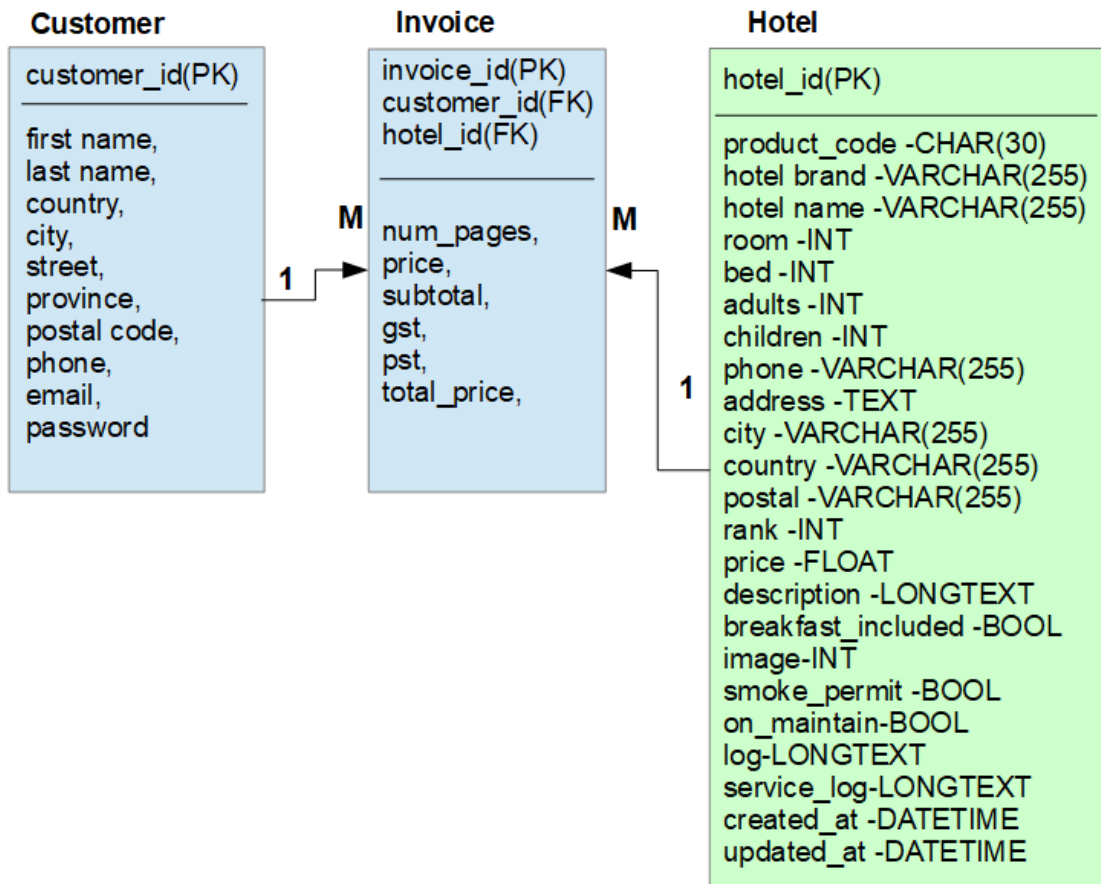 Customer
customer_id(PK)
first name,
last name,
country,
city,
street,
province,
postal code,
phone,
email,
password
1
M
Invoice
invoice_id(PK)
customer_id(FK)
hotel_id(FK)
num_pages,
price,
subtotal,
gst,
pst,
total_price,
M
1
Hotel
hotel_id(PK)
product_code -CHAR(30)
hotel brand -VARCHAR(255)
hotel name -VARCHAR(255)
room -INT
bed -INT
adults -INT
children -INT
phone -VARCHAR(255)
address -TEXT
city -VARCHAR(255)
country -VARCHAR(255)
postal -VARCHAR(255)
rank -INT
price -FLOAT
description -LONGTEXT
breakfast_included -BOOL
image-INT
smoke_permit -BOOL
on_maintain-BOOL
log-LONGTEXT
service_log-LONGTEXT
created_at -DATETIME
updated_at -DATETIME